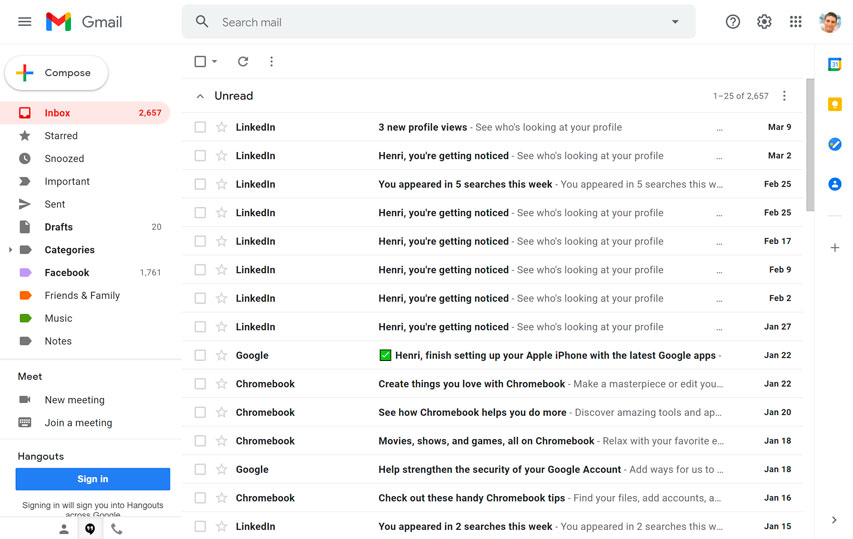 Gmail
Search mail
Compose
Unread
1–25 of 2,657
Inbox 2,657
Starred
Snoozed
Important
Sent
Drafts 20
Categories
Facebook 1,761
Friends & Family
Music
Notes
Meet
New meeting
Join a meeting
Hangouts
Sign in
Signing in will sign you into Hangouts
across Google
LinkedIn 3 new profile views - See who's looking at your profile ... Mar 9
LinkedIn Henri, you're getting noticed - See who's looking at your profile ... Mar 2
LinkedIn You appeared in 5 searches this week - You appeared in 5 searches this w... Feb 25
LinkedIn Henri, you're getting noticed - See who's looking at your profile ... Feb 25
LinkedIn Henri, you're getting noticed - See who's looking at your profile ... Feb 17
LinkedIn Henri, you're getting noticed - See who's looking at your profile ... Feb 9
LinkedIn Henri, you're getting noticed - See who's looking at your profile ... Feb 2
LinkedIn Henri, you're getting noticed - See who's looking at your profile ... Jan 27
Google ✅ Henri, finish setting up your Apple iPhone with the latest Google apps - Jan 22
Chromebook Create things you love with Chromebook - Make a masterpiece or edit you... Jan 22
Chromebook See how Chromebook helps you do more - Discover amazing tools and ap... Jan 20
Chromebook Movies, shows, and games, all on Chromebook - Relax with your favorite e... Jan 18
Google Help strengthen the security of your Google Account - Add ways for us to ... Jan 18
Chromebook Check out these handy Chromebook tips - Find your files, add accounts, a... Jan 16
LinkedIn You appeared in 2 searches this week - You appeared in 2 searches this w... Jan 15
31